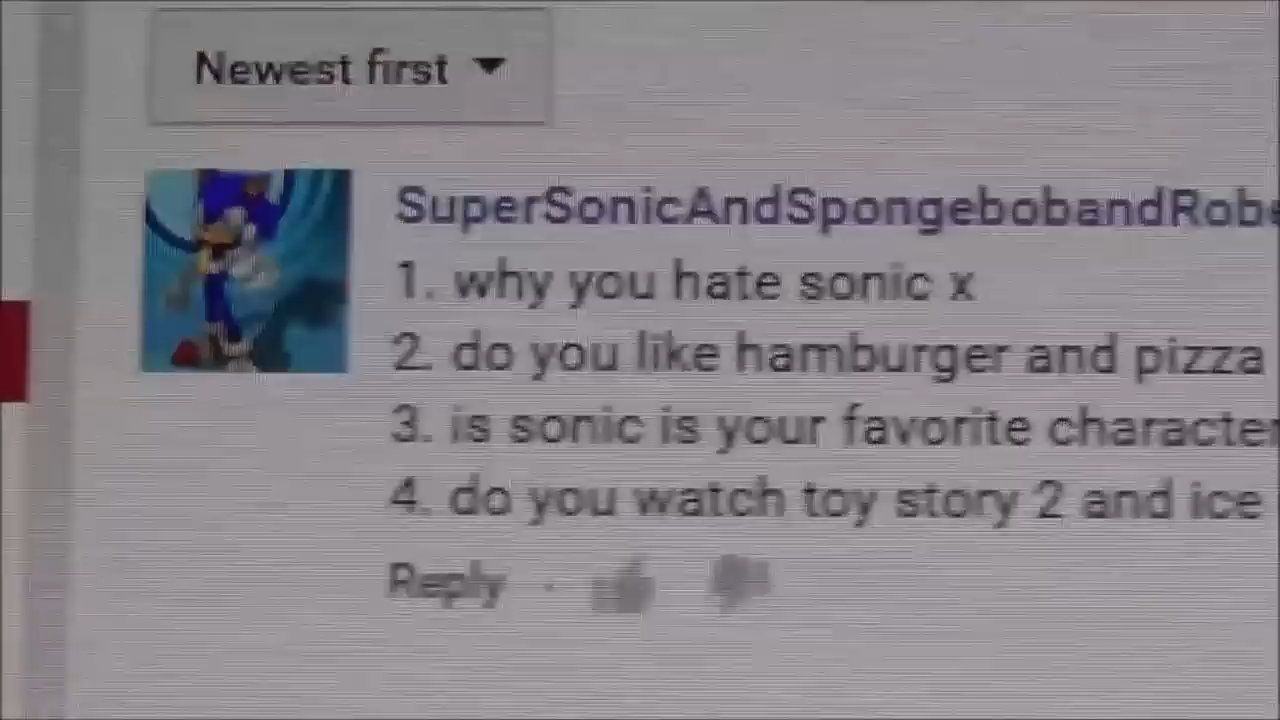 Newest first
SuperSonicAndSpongebobandRob
1. why you hate sonic x
2. do you like hamburger and pizza
3. is sonic is your favorite character
4. do you watch toy story 2 and ice
Reply